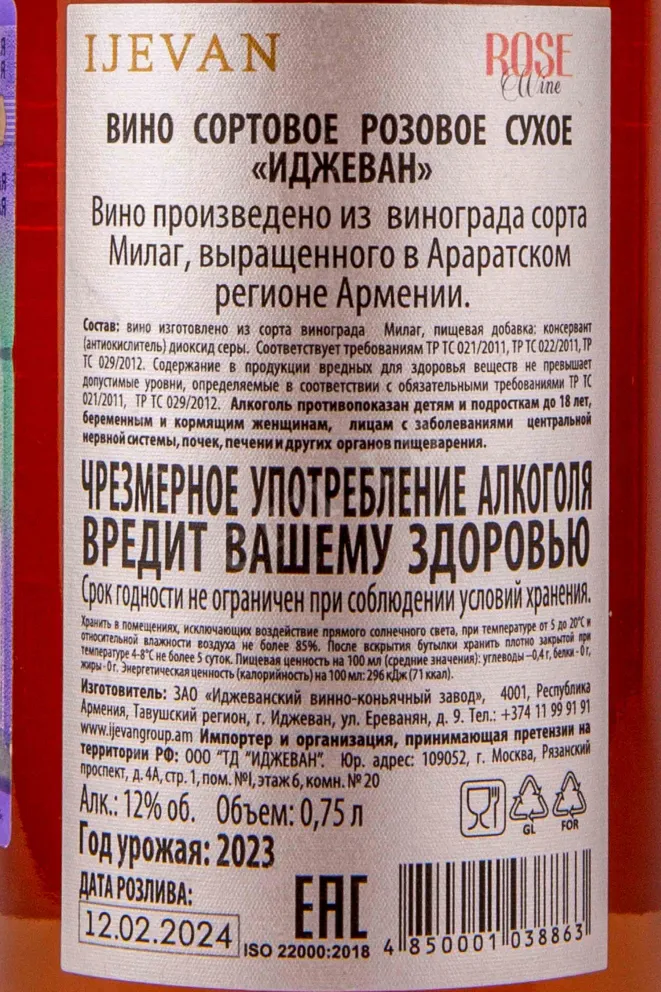 IJEVAN
ROSE
Wine
ВИНО СОРТОВОЕ РОЗОВОЕ СУХОЕ
«ИДЖЕВАН»
Вино произведено из винограда сорта
Милаг, выращенного в Араратском
регионе Армении.
Состав: вино изготовлено из сорта винограда Милаг, пищевая добавка: консервант
(антиокислитель) диоксид серы. Соответствует требованиям ТР ТС 021/2011, ТР ТС 022/2011, ТР
ТС 029/2012. Содержание в продукции вредных для здоровья веществ не превышает
допустимые уровни, определяемые в соответствии с обязательными требованиями ТР ТС
021/2011, ТР ТС 029/2012. Алкоголь противопоказан детям и подросткам до 18 лет,
беременным и кормящим женщинам, лицам с заболеваниями центральной
нервной системы, почек, печени и других органов пищеварения.
ЧРЕЗМЕРНОЕ УПОТРЕБЛЕНИЕ АЛКОГОЛЯ
ВРЕДИТ ВАШЕМУ ЗДОРОВЬЮ
Срок годности не ограничен при соблюдении условий хранения.
Хранить в помещениях, исключающих воздействие прямого солнечного света, при температуре от 5 до 20°С и
относительной влажности воздуха не более 85%. После вскрытия бутылки хранить плотно закрытой при
температуре 4-8°С не более 5 суток. Пищевая ценность на 100 мл (средние значения): углеводы –0,4 г, белки - 0 г,
жиры - 0 г. Энергетическая ценность (калорийность) на 100 мл: 296 кДж (71 ккал).
Изготовитель: ЗАО «Иджеванский винно-коньячный завод», 4001, Республика
Армения, Тавушский регион, г. Иджеван, ул. Ереванян, д. 9. Тел.: +374 11 99 91 91
www.ijevangroup.am Импортер и организация, принимающая претензии на
территории РФ: ООО "ТД "ИДЖЕВАН". Юр. адрес: 109052, г. Москва, Рязанский
проспект, д. 4А, стр. 1, пом. №I, этаж 6, комн. № 20
Алк.: 12% об. Объем: 0,75 л
GL
FOR
Год урожая: 2023
ДАТА РОЗЛИВА:
12.02.2024
EAC
ISO 22000:2018
4 850001 038863